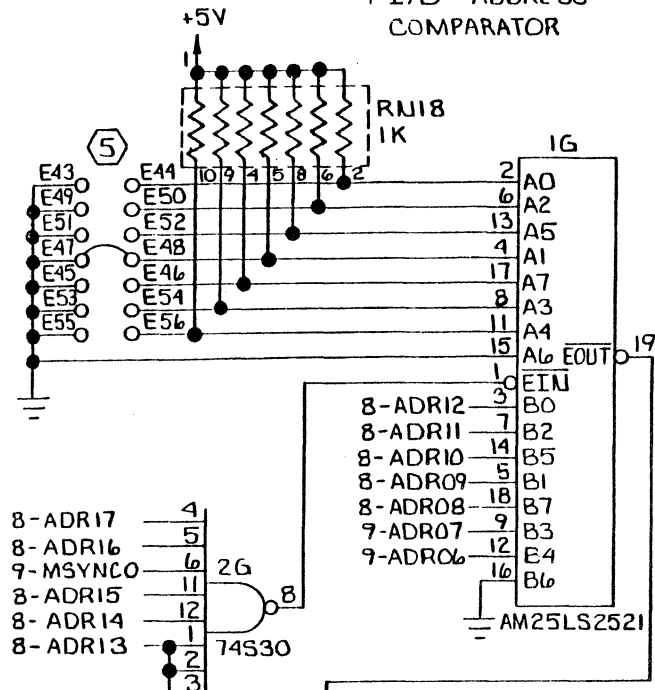 COMPARATOR
+5V
1
RN18
1K
10 9 4 5 8 6 2
5
E43 E44
E49 E50
E51 E52
E47 E48
E45 E46
E53 E54
E55 E56
1G
2 A0
6 A2
13 A5
4 A1
17 A7
8 A3
11 A4
15 A6
EOUT 19
1 EIN
8-ADR12 3 B0
8-ADR11 7 B2
8-ADR10 14 B5
8-ADR09 5 B1
8-ADR08 18 B7
9-ADR07 9 B3
9-ADR06 12 B4
16 B6
AM25LS2521
8-ADR17 4
8-ADR16 5
9-MSYNCO 6
8-ADR15 11
8-ADR14 12
8-ADR13 1
2
3
2G
8
74S30